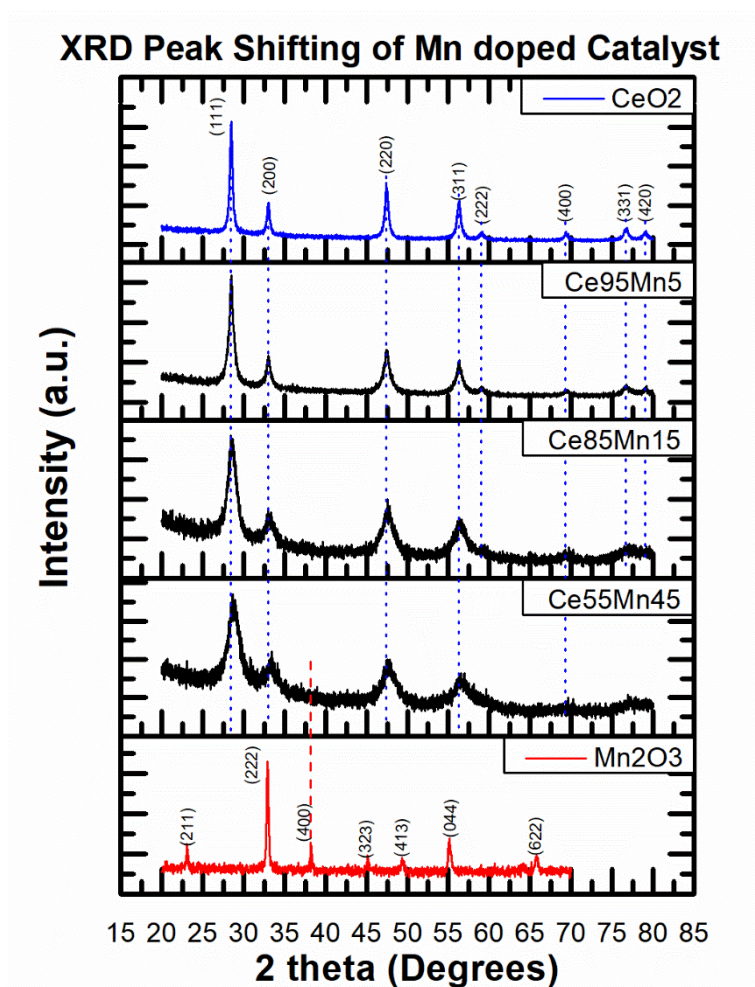 XRD Peak Shifting of Mn doped Catalyst
CeO2
(111)
(200)
(220)
(311)
(222)
(400)
(331)
(420)
Ce95Mn5
Ce85Mn15
Ce55Mn45
Mn2O3
(211)
(222)
(400)
(323)
(413)
(044)
(622)
Intensity (a.u.)
15 20 25 30 35 40 45 50 55 60 65 70 75 80 85
2 theta (Degrees)